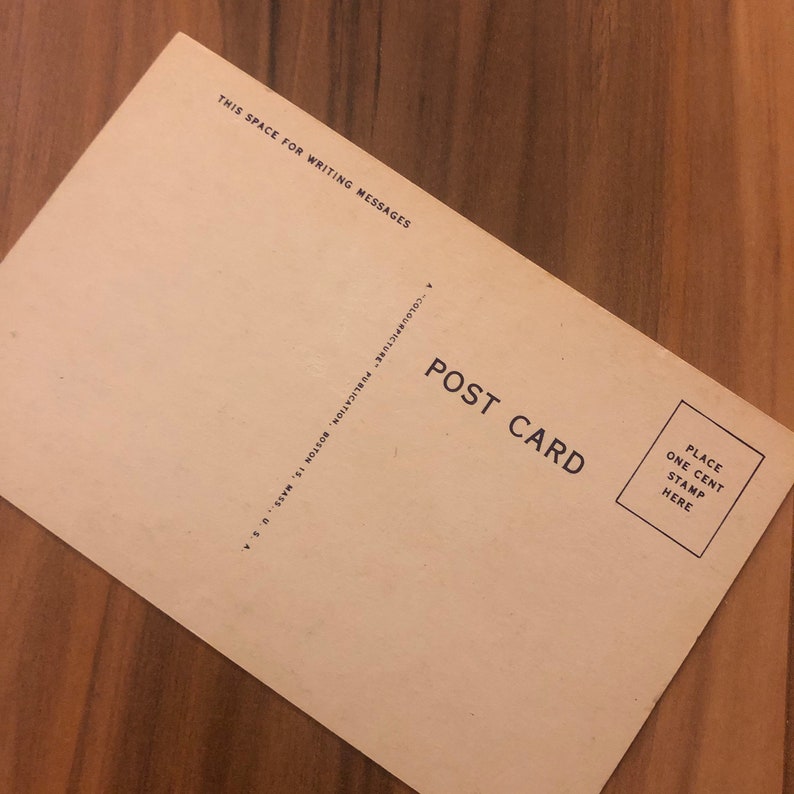 THIS SPACE FOR WRITING MESSAGES
A "COLOURPICTURE" PUBLICATION, BOSTON 15, MASS., U. S. A.
POST CARD
PLACE
ONE CENT
STAMP
HERE